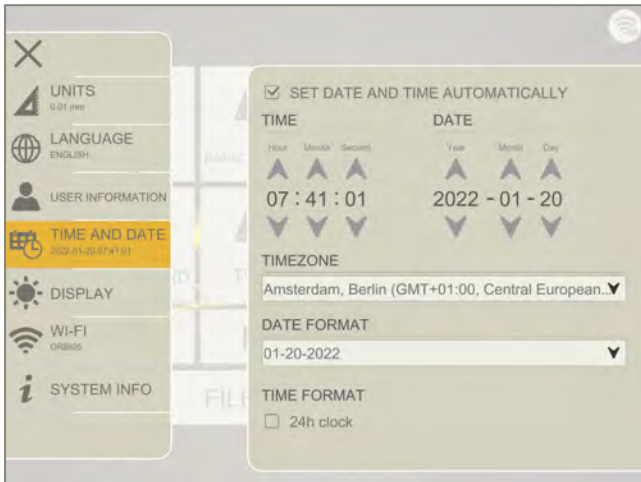 UNITS
0.01 mm
LANGUAGE
ENGLISH
USER INFORMATION
TIME AND DATE
2022-01-20 07:41:01
DISPLAY
WI-FI
ORBI05
SYSTEM INFO
SET DATE AND TIME AUTOMATICALLY
TIME DATE
Hour Minute Second Year Month Day
07 : 41 : 01 2022 - 01 - 20
TIMEZONE
Amsterdam, Berlin (GMT+01:00, Central European...
DATE FORMAT
01-20-2022
TIME FORMAT
24h clock